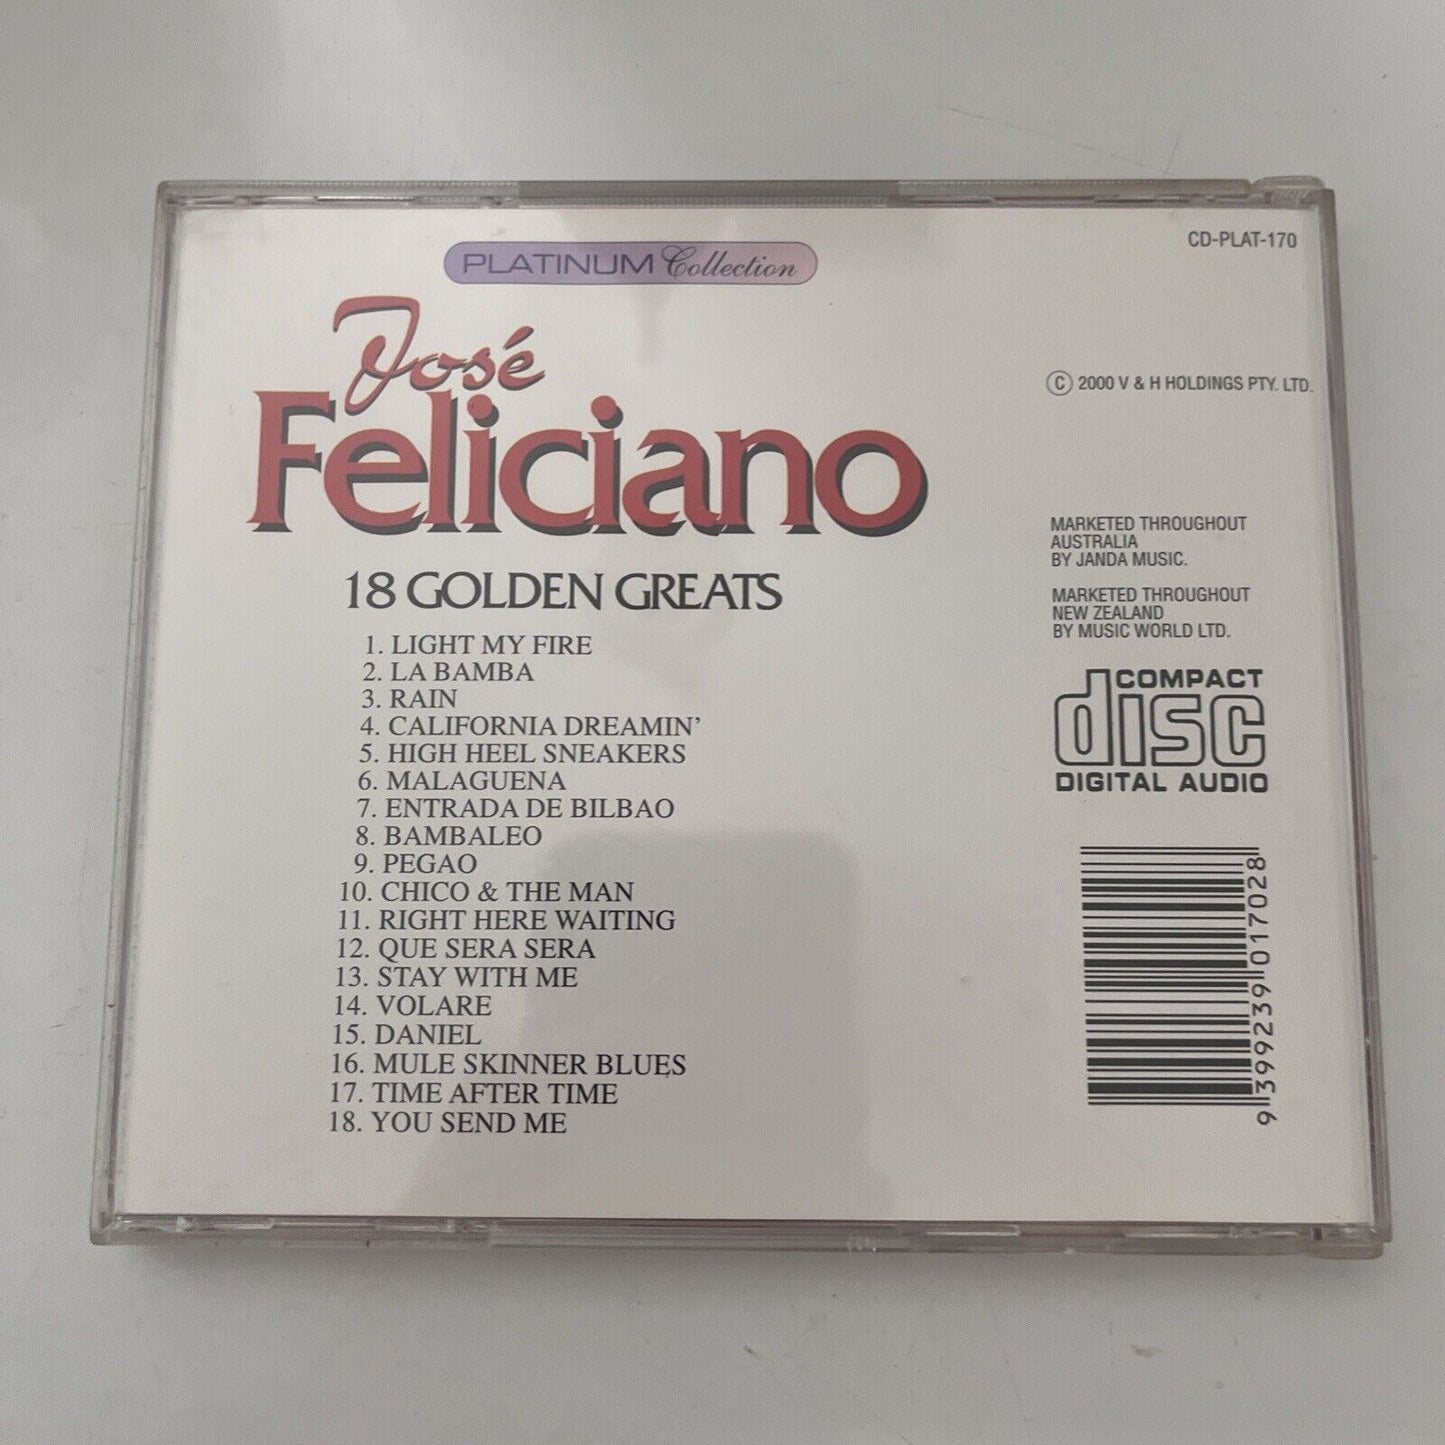 PLATINUM Collection
CD-PLAT-170
José
Feliciano
18 GOLDEN GREATS
1. LIGHT MY FIRE
2. LA BAMBA
3. RAIN
4. CALIFORNIA DREAMIN’
5. HIGH HEEL SNEAKERS
6. MALAGUENA
7. ENTRADA DE BILBAO
8. BAMBALEO
9. PEGAO
10. CHICO & THE MAN
11. RIGHT HERE WAITING
12. QUE SERA SERA
13. STAY WITH ME
14. VOLARE
15. DANIEL
16. MULE SKINNER BLUES
17. TIME AFTER TIME
18. YOU SEND ME
© 2000 V & H HOLDINGS PTY. LTD.
MARKETED THROUGHOUT
AUSTRALIA
BY JANDA MUSIC.
MARKETED THROUGHOUT
NEW ZEALAND
BY MUSIC WORLD LTD.
COMPACT
disc
DIGITAL AUDIO
9 399239 017028